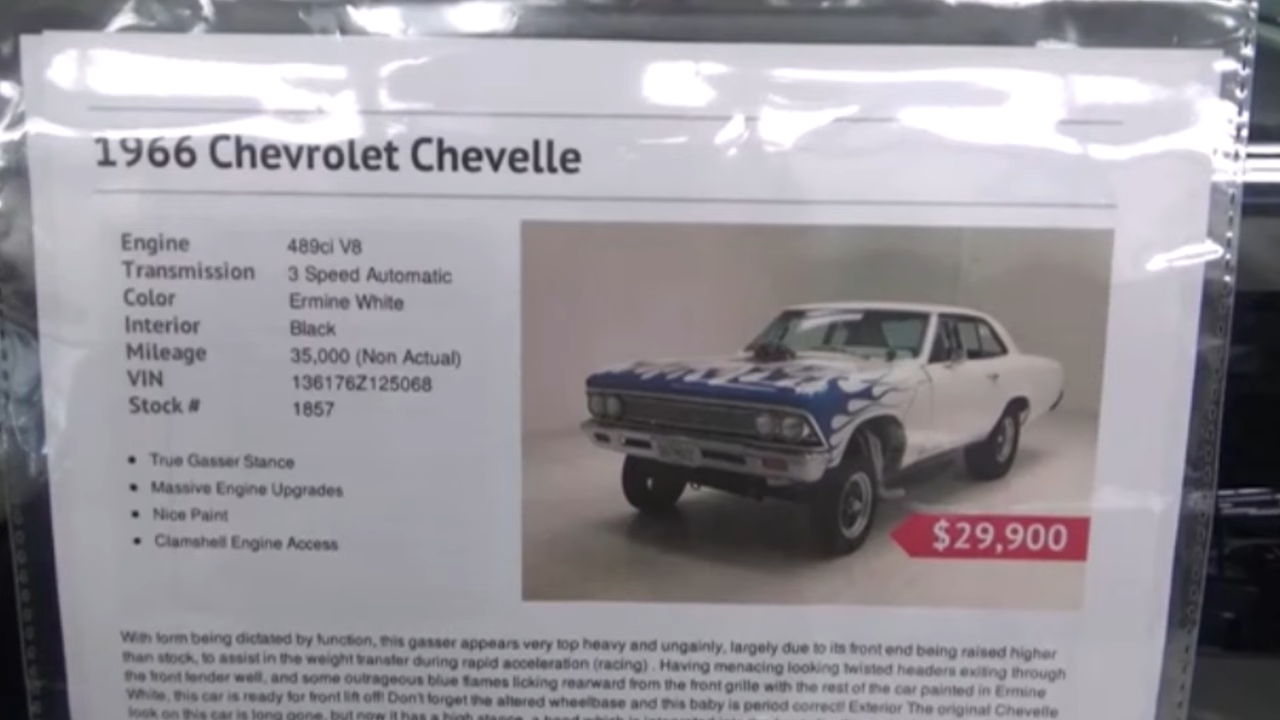 1966 Chevrolet Chevelle
Engine 489ci V8
Transmission 3 Speed Automatic
Color Ermine White
Interior Black
Mileage 35,000 (Non Actual)
VIN 136176Z125068
Stock # 1857
• True Gasser Stance
• Massive Engine Upgrades
• Nice Paint
• Clamshell Engine Access
$29,900
With form being dictated by function, this gasser appears very top heavy and ungainly, largely due to its front end being raised higher
than stock, to assist in the weight transfer during rapid acceleration (racing) . Having menacing looking twisted headers exiting through
the front fender well, and some outrageous blue flames licking rearward from the front grille with the rest of the car painted in Ermine
White, this car is ready for front lift off! Don't forget the altered wheelbase and this baby is period correct! Exterior The original Chevelle
look on this car is long gone, but now it has a high stance, a hood which is integrated